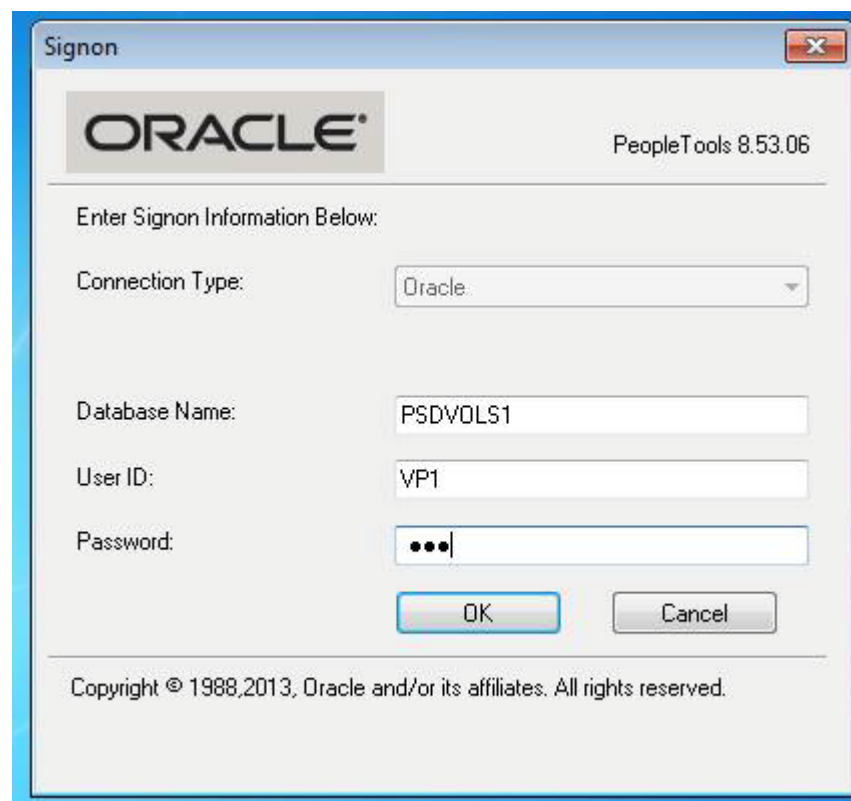 Signon
ORACLE®
PeopleTools 8.53.06
Enter Signon Information Below:
Connection Type: Oracle
Database Name: PSDVOLS1
User ID: VP1
Password: •••
OK Cancel
Copyright © 1988,2013, Oracle and/or its affiliates. All rights reserved.